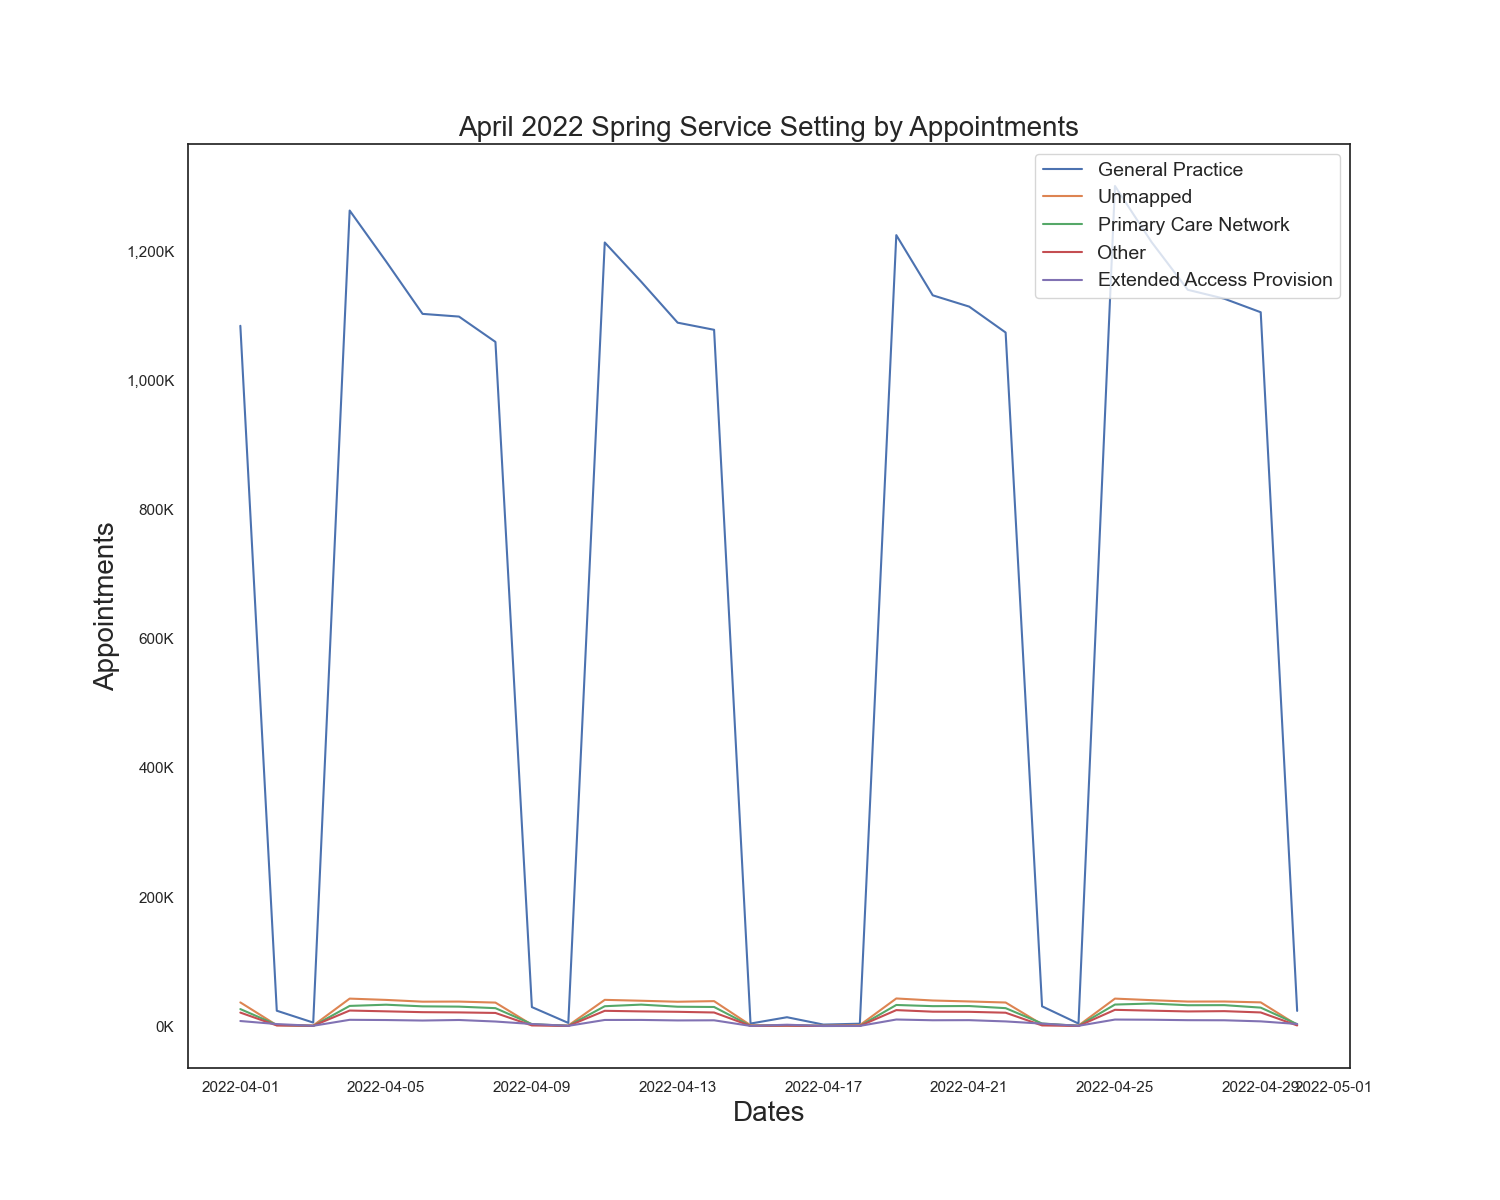 April 2022 Spring Service Setting by Appointments
General Practice
Unmapped
Primary Care Network
Other
Extended Access Provision
1,200K
1,000K
800K
600K
400K
200K
0K
Appointments
2022-04-01 2022-04-05 2022-04-09 2022-04-13 2022-04-17 2022-04-21 2022-04-25 2022-04-29 2022-05-01
Dates